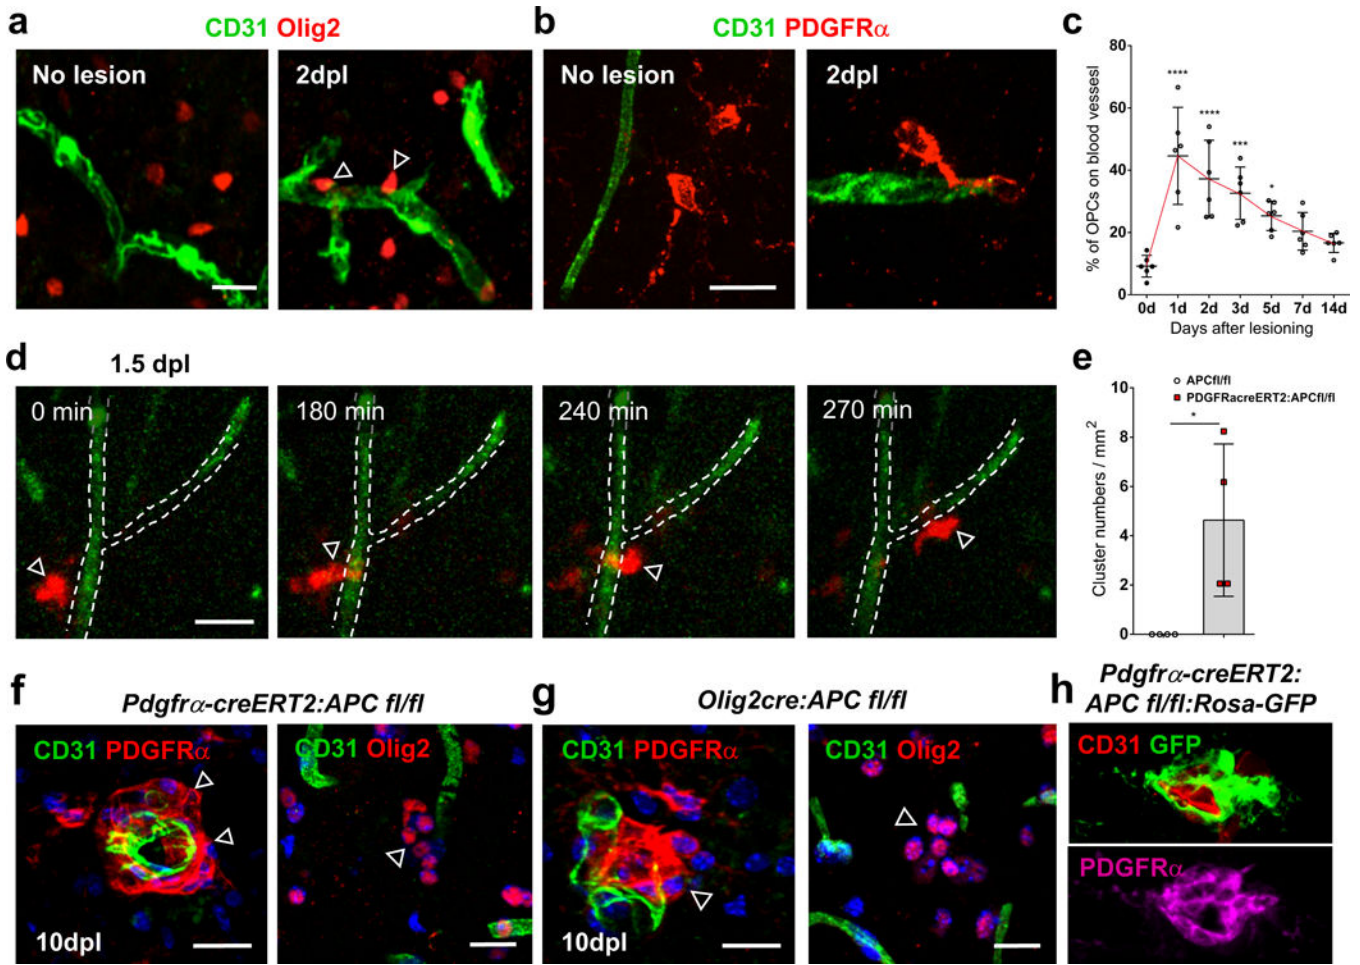 a
CD31 Olig2
No lesion
2dpl
b
CD31 PDGFRα
No lesion
2dpl
c
% of OPCs on blood vessesl
80
60
40
20
0
****
****
***
*
0d 1d 2d 3d 5d 7d 14d
Days after lesioning
d
1.5 dpl
0 min
180 min
240 min
270 min
e
APCfl/fl
PDGFRacreERT2:APCfl/fl
Cluster numbers / mm²
10
8
6
4
2
0
*
f
Pdgfrα-creERT2:APC fl/fl
CD31 PDGFRα
10dpl
CD31 Olig2
g
Olig2cre:APC fl/fl
CD31 PDGFRα
10dpl
CD31 Olig2
h
Pdgfrα-creERT2:
APC fl/fl:Rosa-GFP
CD31 GFP
PDGFRα